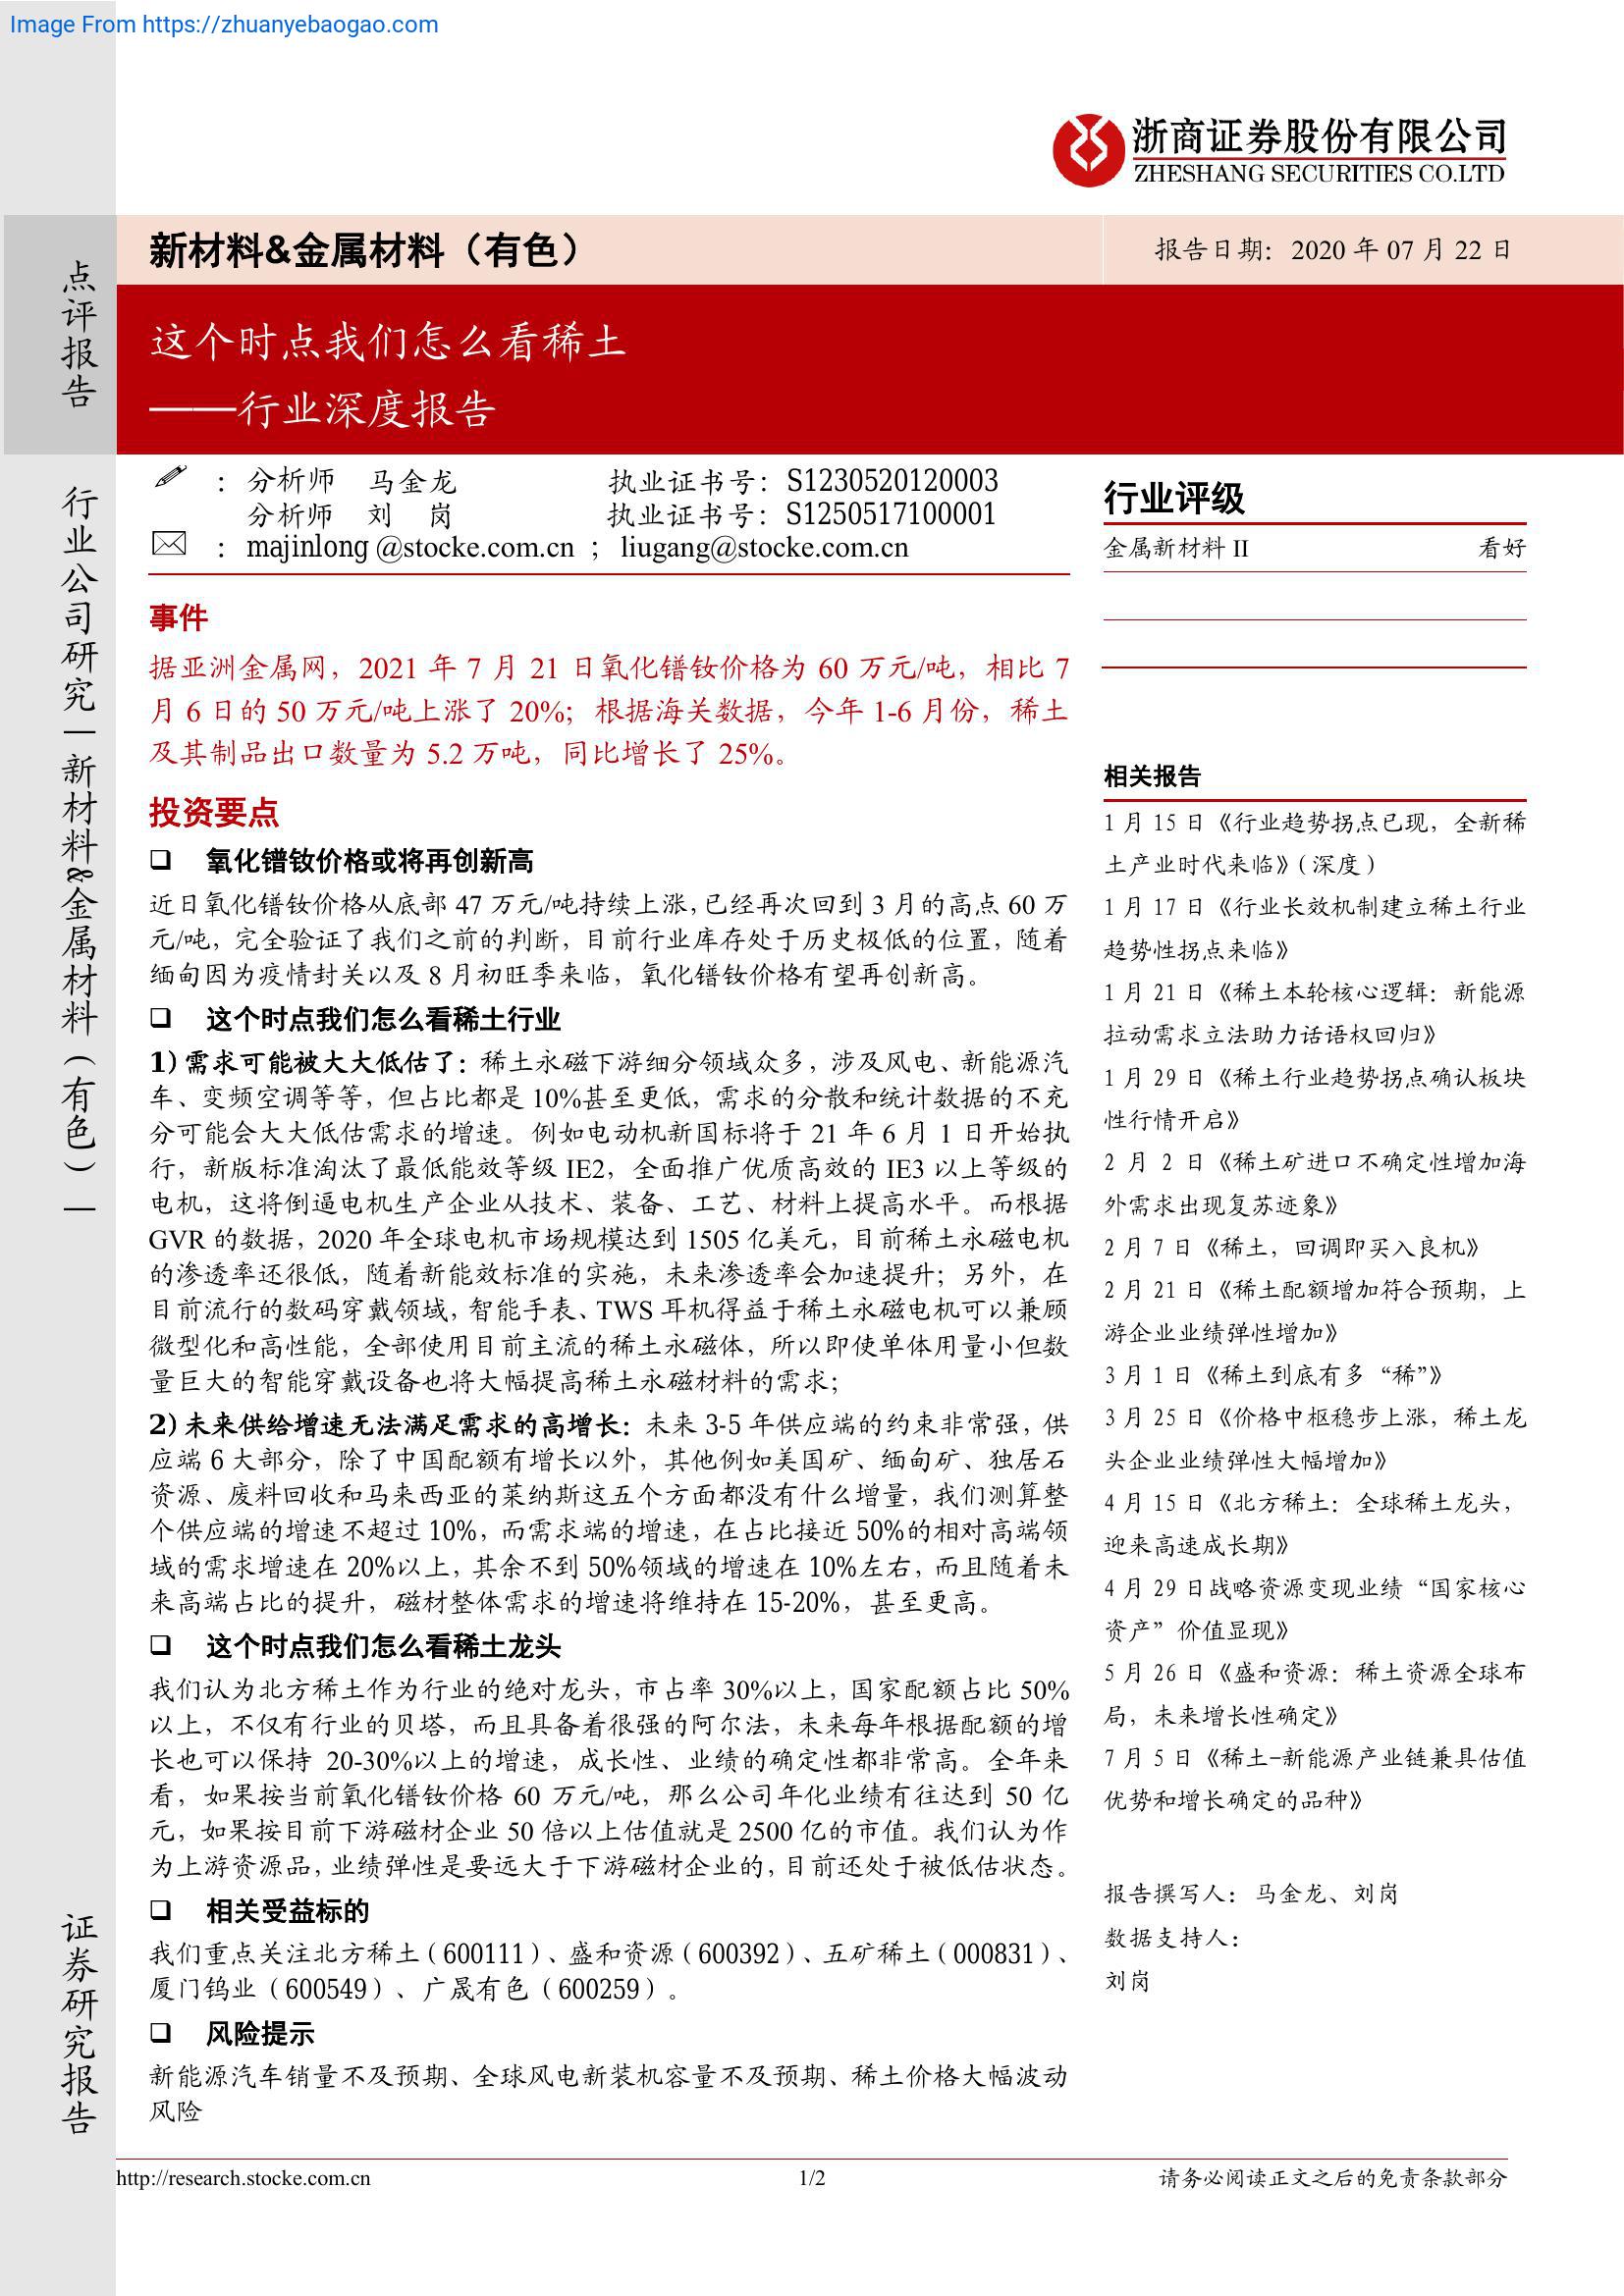 Image From https://zhuanyebaogao.com
浙商证券股份有限公司
ZHESHANG SECURITIES CO.LTD
点评报告
行业公司研究|新材料&金属材料（有色）|
证券研究报告
新材料&金属材料（有色）
报告日期：2020 年 07 月 22 日
这个时点我们怎么看稀土
——行业深度报告
： 分析师 马金龙 执业证书号：S1230520120003
分析师 刘 岗 执业证书号：S1250517100001
： majinlong @stocke.com.cn ； liugang@stocke.com.cn
事件
据亚洲金属网，2021 年 7 月 21 日氧化镨钕价格为 60 万元/吨，相比 7
月 6 日的 50 万元/吨上涨了 20%；根据海关数据，今年 1-6 月份，稀土
及其制品出口数量为 5.2 万吨，同比增长了 25%。
投资要点
❑ 氧化镨钕价格或将再创新高
近日氧化镨钕价格从底部 47 万元/吨持续上涨，已经再次回到 3 月的高点 60 万
元/吨，完全验证了我们之前的判断，目前行业库存处于历史极低的位置，随着
缅甸因为疫情封关以及 8 月初旺季来临，氧化镨钕价格有望再创新高。
❑ 这个时点我们怎么看稀土行业
1）需求可能被大大低估了：稀土永磁下游细分领域众多，涉及风电、新能源汽
车、变频空调等等，但占比都是 10%甚至更低，需求的分散和统计数据的不充
分可能会大大低估需求的增速。例如电动机新国标将于 21 年 6 月 1 日开始执
行，新版标准淘汰了最低能效等级 IE2，全面推广优质高效的 IE3 以上等级的
电机，这将倒逼电机生产企业从技术、装备、工艺、材料上提高水平。而根据
GVR 的数据，2020 年全球电机市场规模达到 1505 亿美元，目前稀土永磁电机
的渗透率还很低，随着新能效标准的实施，未来渗透率会加速提升；另外，在
目前流行的数码穿戴领域，智能手表、TWS 耳机得益于稀土永磁电机可以兼顾
微型化和高性能，全部使用目前主流的稀土永磁体，所以即使单体用量小但数
量巨大的智能穿戴设备也将大幅提高稀土永磁材料的需求；
2）未来供给增速无法满足需求的高增长：未来 3-5 年供应端的约束非常强，供
应端 6 大部分，除了中国配额有增长以外，其他例如美国矿、缅甸矿、独居石
资源、废料回收和马来西亚的莱纳斯这五个方面都没有什么增量，我们测算整
个供应端的增速不超过 10%，而需求端的增速，在占比接近 50%的相对高端领
域的需求增速在 20%以上，其余不到 50%领域的增速在 10%左右，而且随着未
来高端占比的提升，磁材整体需求的增速将维持在 15-20%，甚至更高。
❑ 这个时点我们怎么看稀土龙头
我们认为北方稀土作为行业的绝对龙头，市占率 30%以上，国家配额占比 50%
以上，不仅有行业的贝塔，而且具备着很强的阿尔法，未来每年根据配额的增
长也可以保持 20-30%以上的增速，成长性、业绩的确定性都非常高。全年来
看，如果按当前氧化镨钕价格 60 万元/吨，那么公司年化业绩有往达到 50 亿
元，如果按目前下游磁材企业 50 倍以上估值就是 2500 亿的市值。我们认为作
为上游资源品，业绩弹性是要远大于下游磁材企业的，目前还处于被低估状态。
❑ 相关受益标的
我们重点关注北方稀土（600111）、盛和资源（600392）、五矿稀土（000831）、
厦门钨业（600549）、广晟有色（600259）。
❑ 风险提示
新能源汽车销量不及预期、全球风电新装机容量不及预期、稀土价格大幅波动
风险
行业评级
金属新材料 II 看好
相关报告
1 月 15 日《行业趋势拐点已现，全新稀
土产业时代来临》（深度）
1 月 17 日《行业长效机制建立稀土行业
趋势性拐点来临》
1 月 21 日《稀土本轮核心逻辑：新能源
拉动需求立法助力话语权回归》
1 月 29 日《稀土行业趋势拐点确认板块
性行情开启》
2 月 2 日《稀土矿进口不确定性增加海
外需求出现复苏迹象》
2 月 7 日《稀土，回调即买入良机》
2 月 21 日《稀土配额增加符合预期，上
游企业业绩弹性增加》
3 月 1 日《稀土到底有多“稀”》
3 月 25 日《价格中枢稳步上涨，稀土龙
头企业业绩弹性大幅增加》
4 月 15 日《北方稀土：全球稀土龙头，
迎来高速成长期》
4 月 29 日战略资源变现业绩“国家核心
资产”价值显现》
5 月 26 日《盛和资源：稀土资源全球布
局，未来增长性确定》
7 月 5 日《稀土-新能源产业链兼具估值
优势和增长确定的品种》
报告撰写人：马金龙、刘岗
数据支持人：
刘岗
http://research.stocke.com.cn
1/2
请务必阅读正文之后的免责条款部分